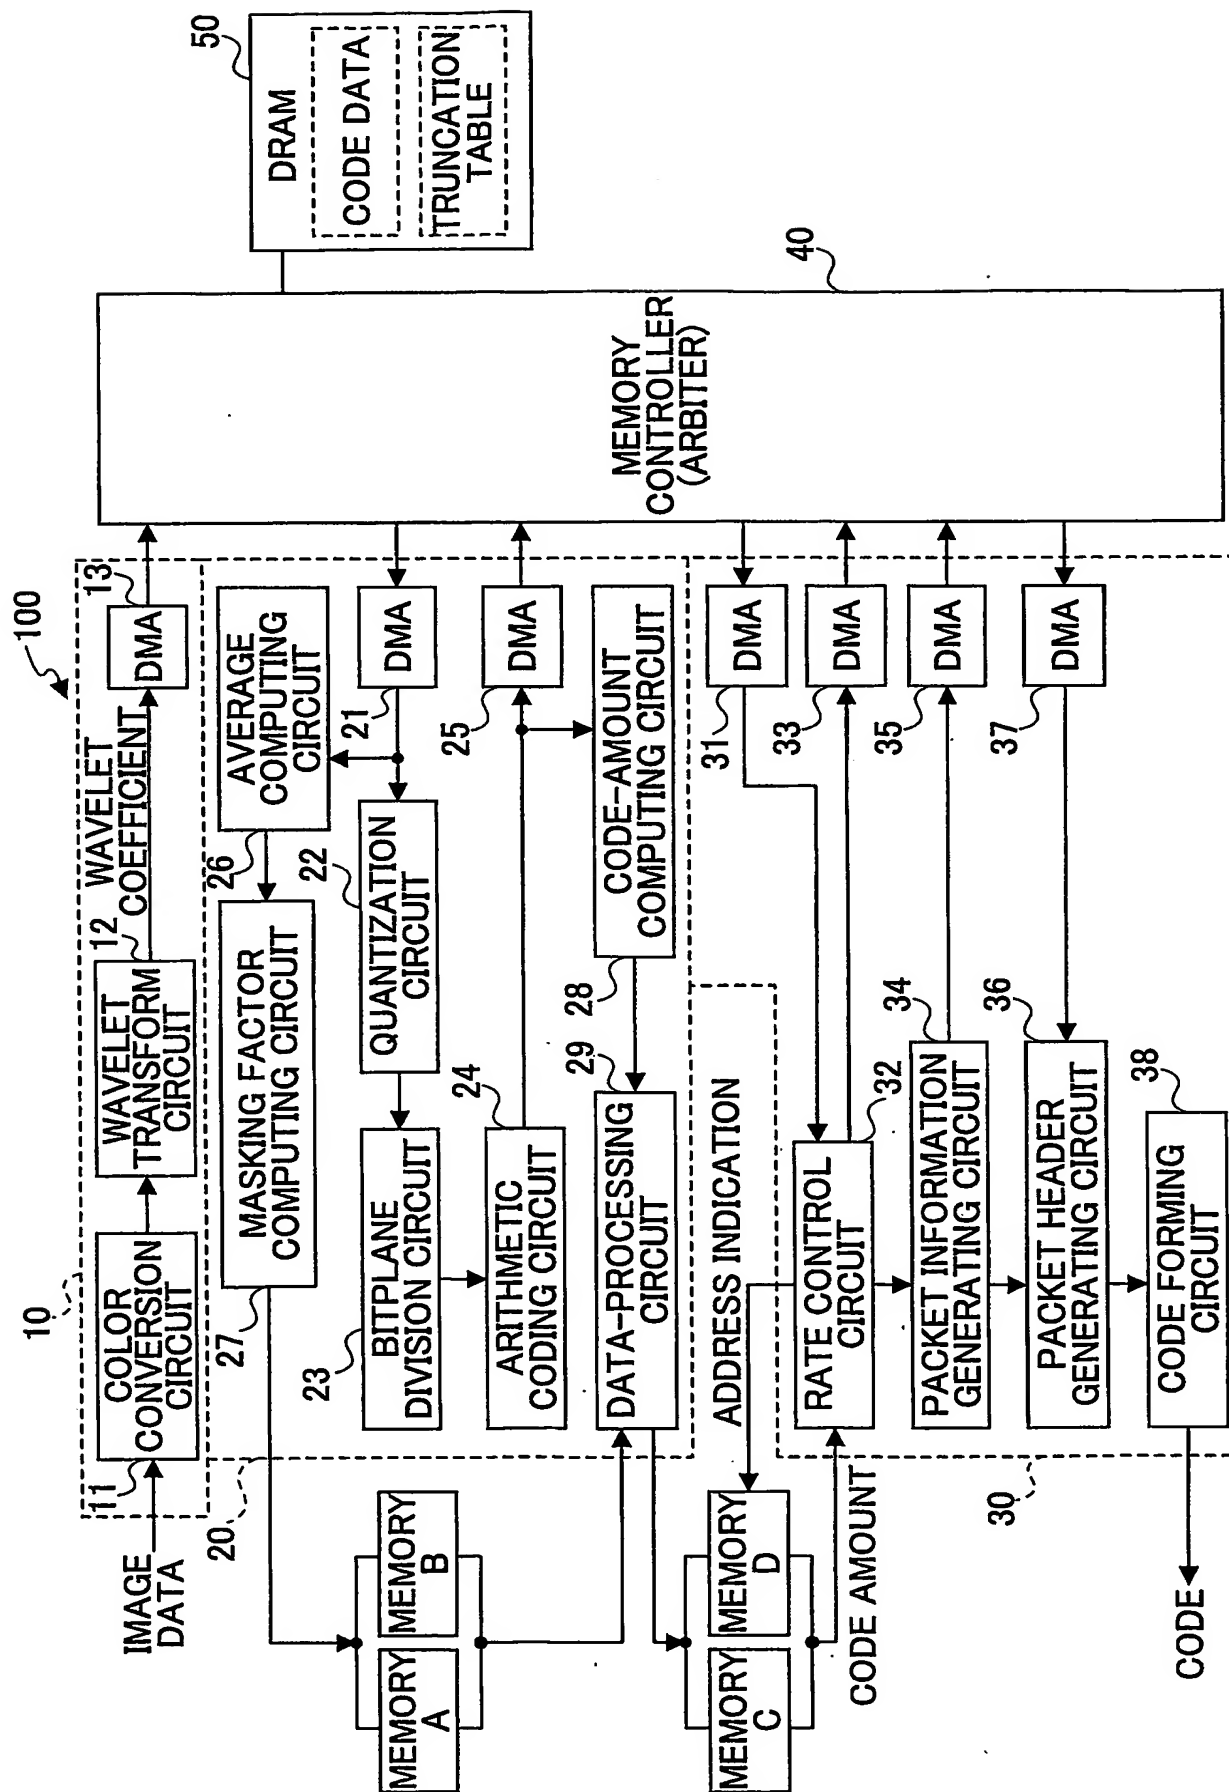 100
10
IMAGE
DATA
11
COLOR
CONVERSION
CIRCUIT
12
WAVELET
TRANSFORM
CIRCUIT
WAVELET
COEFFICIENT
13
DMA
20
27
MASKING FACTOR
COMPUTING CIRCUIT
26
AVERAGE
COMPUTING
CIRCUIT
21
DMA
22
QUANTIZATION
CIRCUIT
23
BITPLANE
DIVISION CIRCUIT
24
ARITHMETIC
CODING CIRCUIT
25
DMA
28
CODE-AMOUNT
COMPUTING CIRCUIT
29
DATA-PROCESSING
CIRCUIT
MEMORY
A
MEMORY
B
MEMORY
C
MEMORY
D
ADDRESS INDICATION
CODE AMOUNT
30
31
DMA
32
RATE CONTROL
CIRCUIT
33
DMA
34
PACKET INFORMATION
GENERATING CIRCUIT
35
DMA
36
PACKET HEADER
GENERATING CIRCUIT
37
DMA
38
CODE FORMING
CIRCUIT
CODE
40
MEMORY
CONTROLLER
(ARBITER)
50
DRAM
CODE DATA
TRUNCATION
TABLE